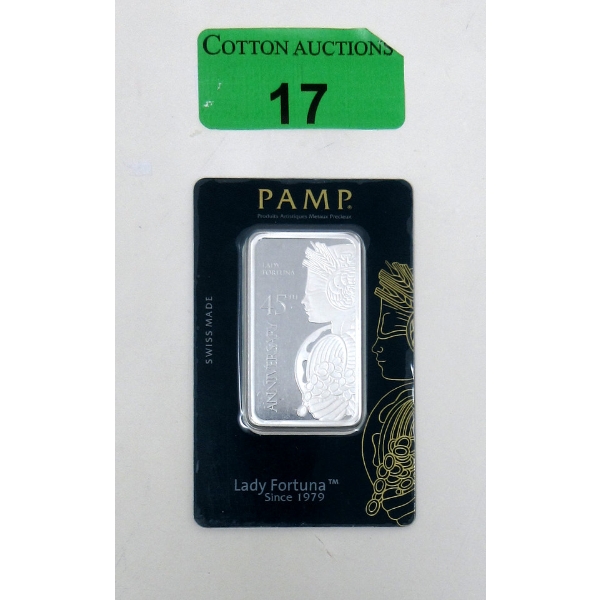 COTTON AUCTIONS
17
PAMP
Produits Artistiques Métaux Précieux
LADY
FORTUNA
45TH
ANNIVERSARY
SWISS MADE
Lady Fortuna™
Since 1979